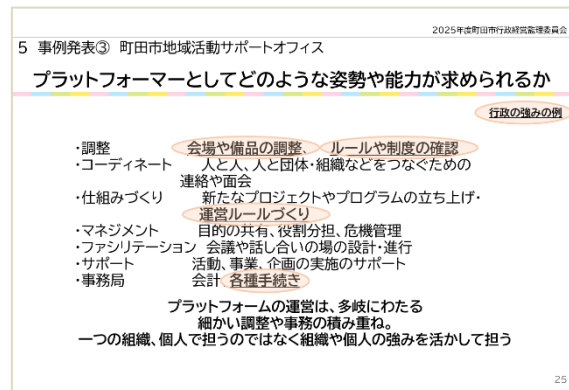 2025年度町田市行政経営監理委員会
5 事例発表③ 町田市地域活動サポートオフィス
プラットフォーマーとしてどのような姿勢や能力が求められるか
行政の強みの例
・調整 会場や備品の調整、 ルールや制度の確認
・コーディネート 人と人、人と団体・組織などをつなぐための
連絡や面会
・仕組みづくり 新たなプロジェクトやプログラムの立ち上げ・
運営ルールづくり
・マネジメント 目的の共有、役割分担、危機管理
・ファシリテーション 会議や話し合いの場の設計・進行
・サポート 活動、事業、企画の実施のサポート
・事務局 会計 各種手続き
プラットフォームの運営は、多岐にわたる
細かい調整や事務の積み重ね。
一つの組織、個人で担うのではなく組織や個人の強みを活かして担う
25